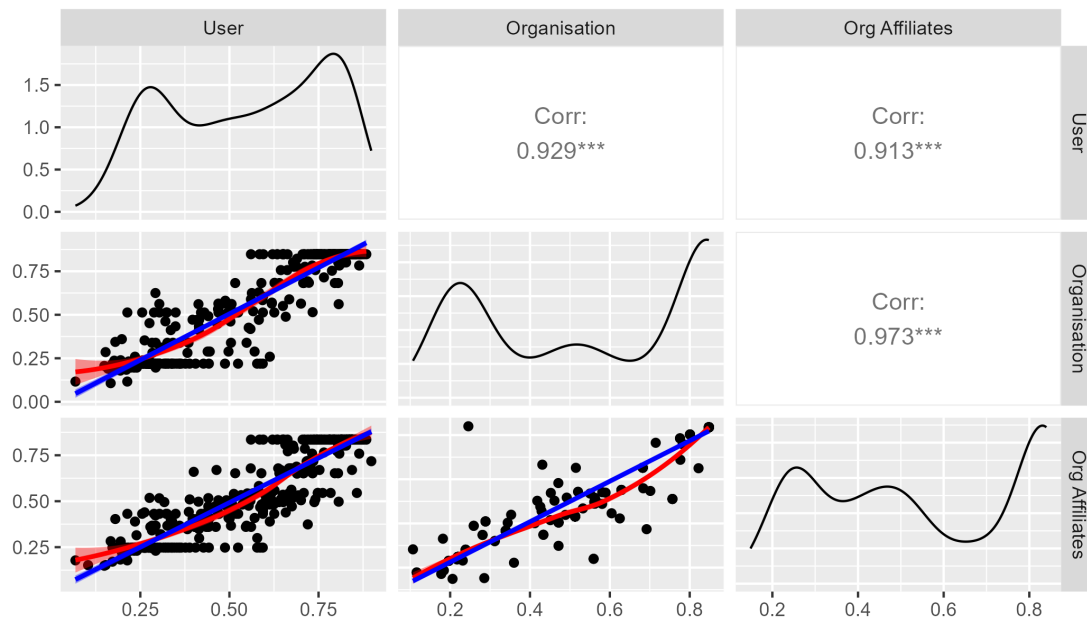 User
Organisation
Org Affiliates
1.5
1.0
0.5
0.0
Corr:
0.929***
Corr:
0.913***
User
0.75
0.50
0.25
0.00
Corr:
0.973***
Organisation
0.75
0.50
0.25
Org Affiliates
0.25
0.50
0.75
0.2
0.4
0.6
0.8
0.2
0.4
0.6
0.8